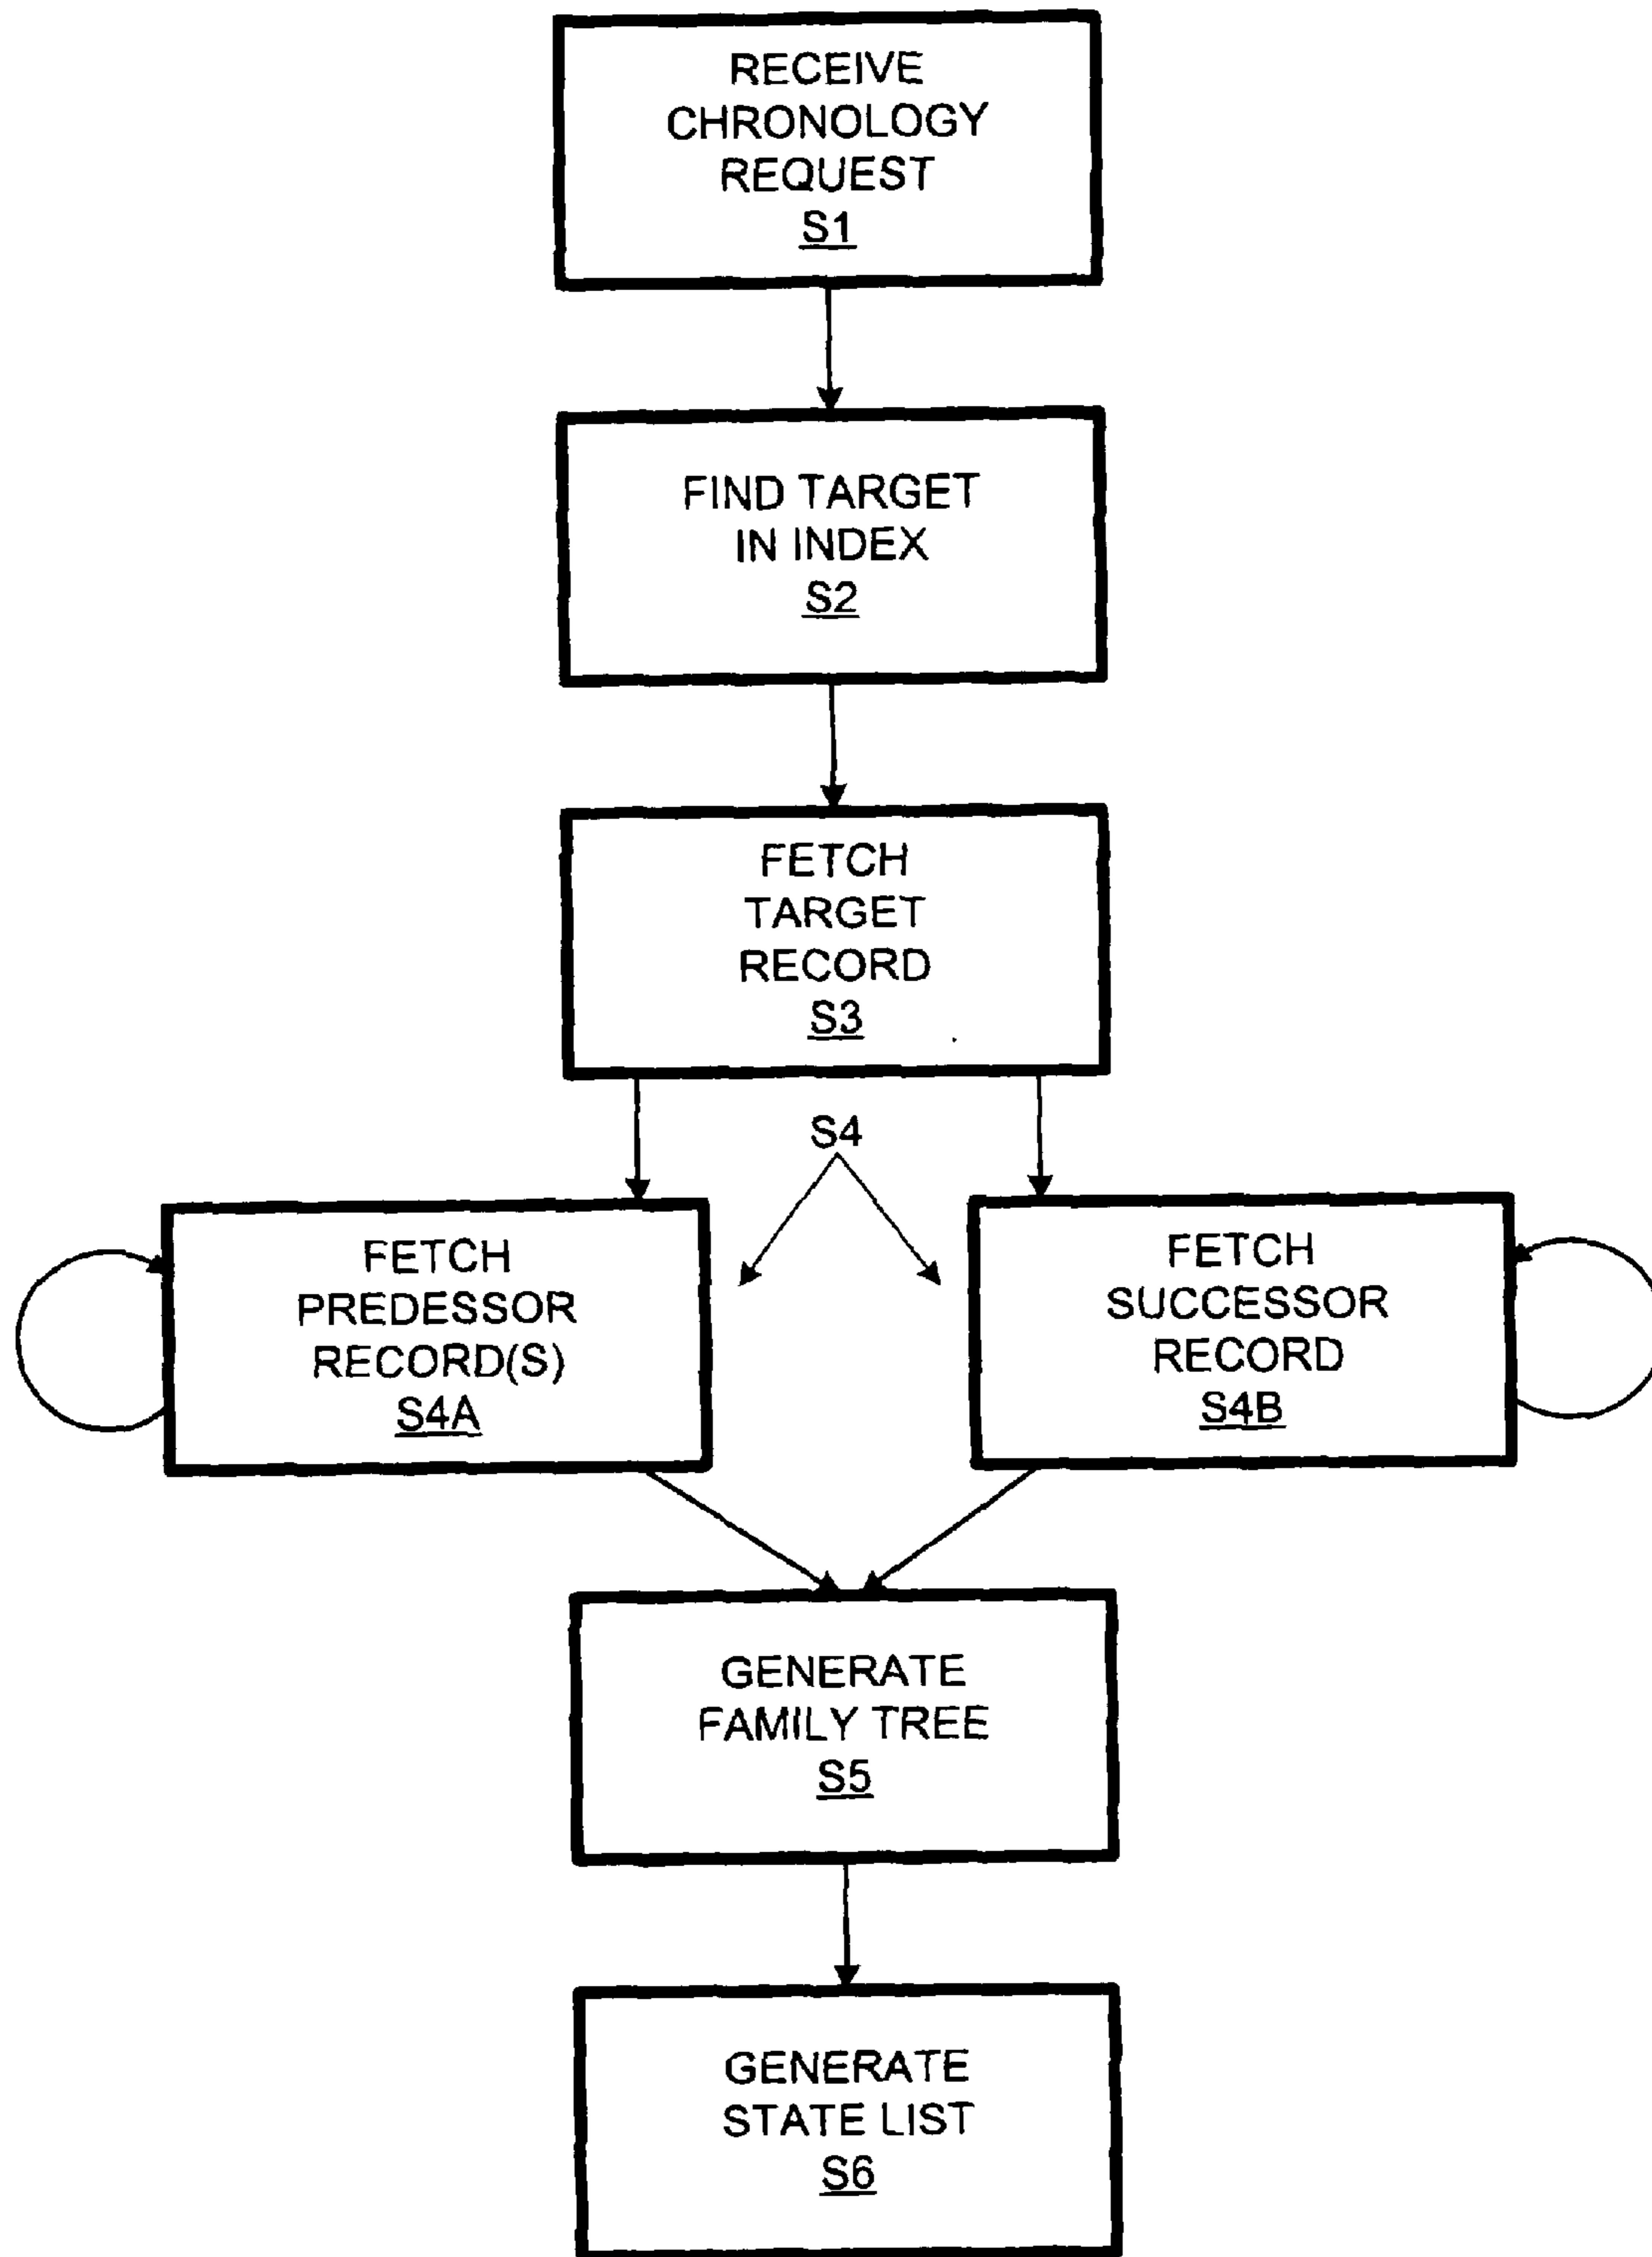 RECEIVE
CHRONOLOGY
REQUEST
S1
FIND TARGET
IN INDEX
S2
FETCH
TARGET
RECORD
S3
S4
FETCH
PREDESSOR
RECORD(S)
S4A
FETCH
SUCCESSOR
RECORD
S4B
GENERATE
FAMILY TREE
S5
GENERATE
STATE LIST
S6